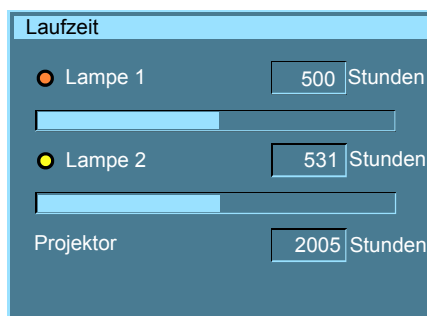 Laufzeit
Lampe 1 500 Stunden
Lampe 2 531 Stunden
Projektor 2005 Stunden